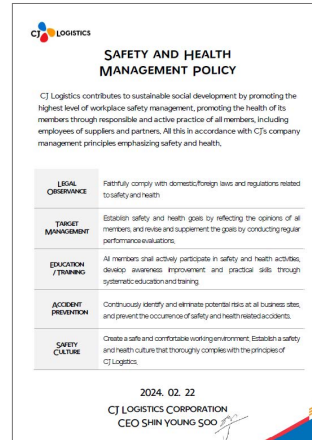 CJ LOGISTICS
SAFETY AND HEALTH
MANAGEMENT POLICY
CJ Logistics contributes to sustainable social development by promoting the
highest level of workplace safety management, promoting the health of its
members through responsible and active practice of all members, including
employees of suppliers and partners. All this in accordance with CJ's company
management principles emphasizing safety and health.
LEGAL
OBSERVANCE
Faithfully comply with domestic/foreign laws and regulations related
to safety and health
TARGET
MANAGEMENT
Establish safety and health goals by reflecting the opinions of all
members, and revise and supplement the goals by conducting regular
performance evaluations.
EDUCATION
/ TRAINING
All members shall actively participate in safety and health activities,
develop awareness improvement and practical skills through
systematic education and training
ACCIDENT
PREVENTION
Continuously identify and eliminate potential risks at all business sites,
and prevent the occurrence of safety and health related accidents.
SAFETY
CULTURE
Create a safe and comfortable working environment. Establish a safety
and health culture that thoroughly complies with the principles of
CJ Logistics.
2024. 02. 22
CJ LOGISTICS CORPORATION
CEO SHIN YOUNG SOO